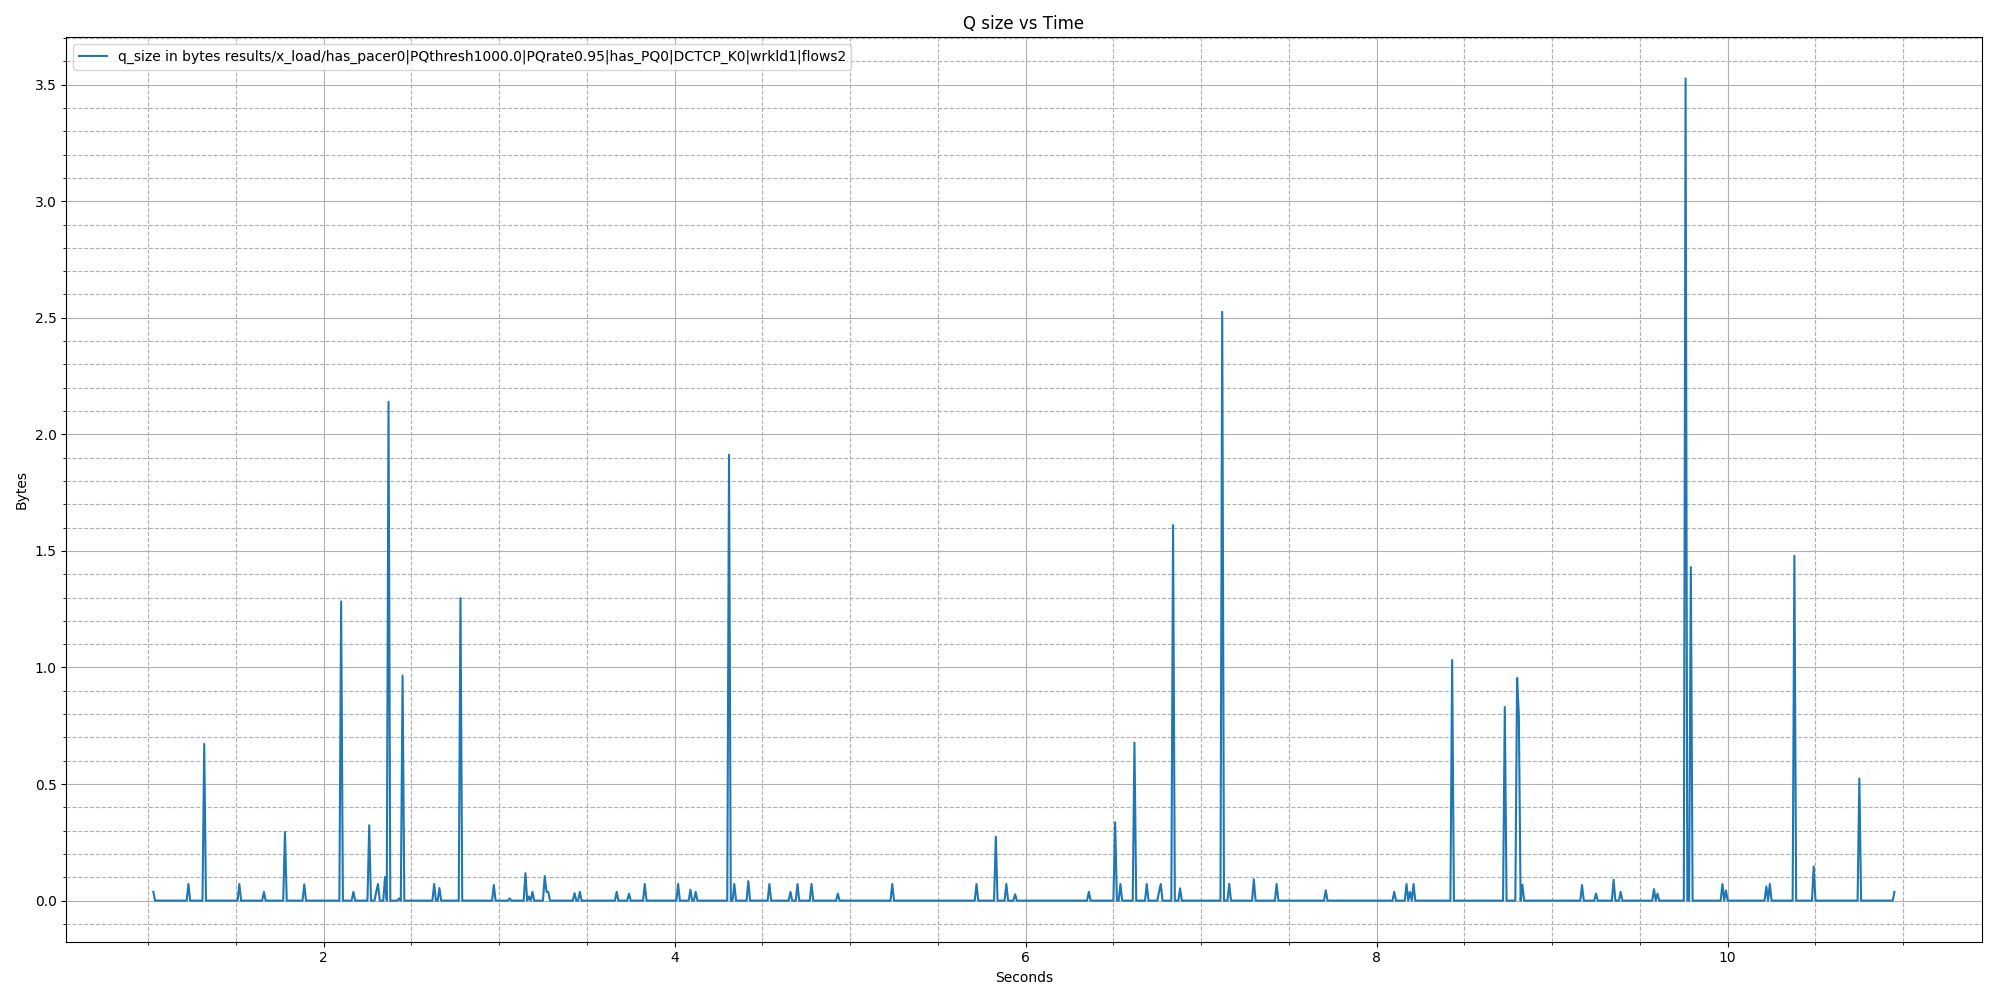 Q size vs Time
q_size in bytes results/x_load/has_pacer0|PQthresh1000.0|PQrate0.95|has_PQ0|DCTCP_K0|wrkld1|flows2
3.5
3.0
2.5
2.0
1.5
1.0
0.5
0.0
Bytes
2 4 6 8 10
Seconds